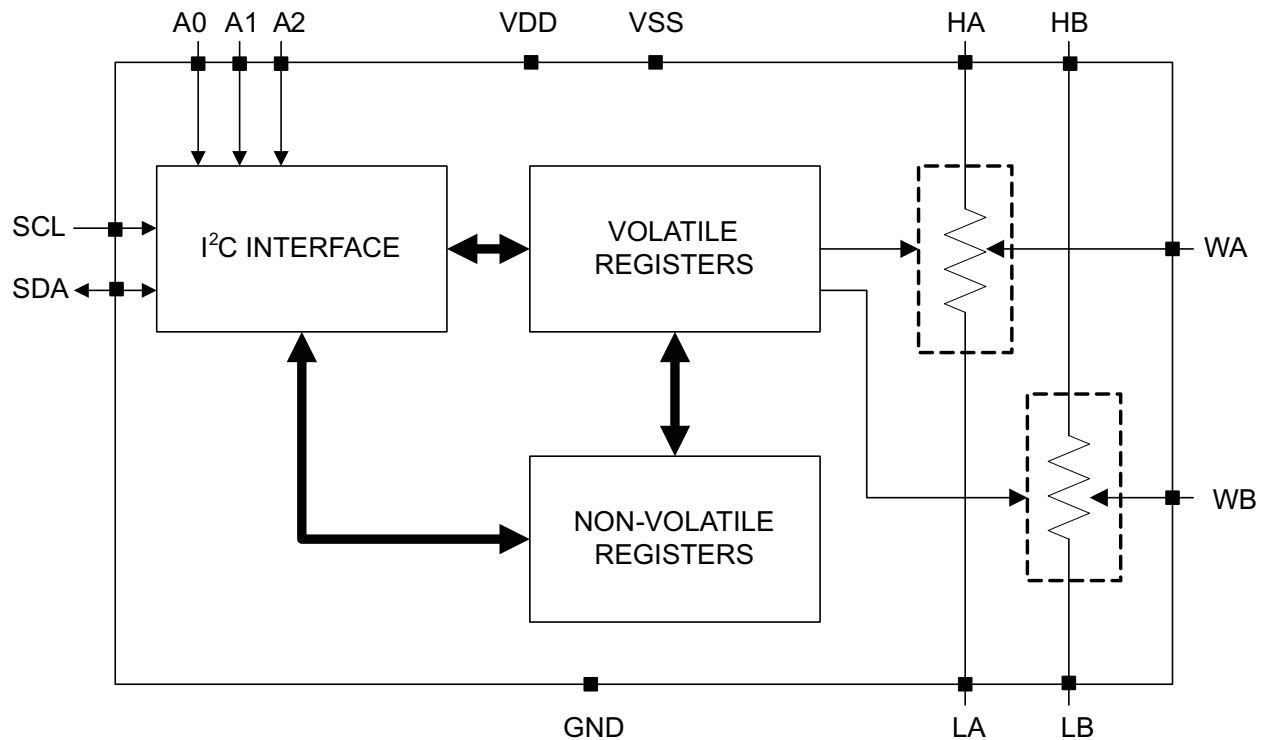 A0 A1 A2 VDD VSS HA HB
SCL
I²C INTERFACE
VOLATILE
REGISTERS
WA
SDA
NON-VOLATILE
REGISTERS
WB
GND LA LB